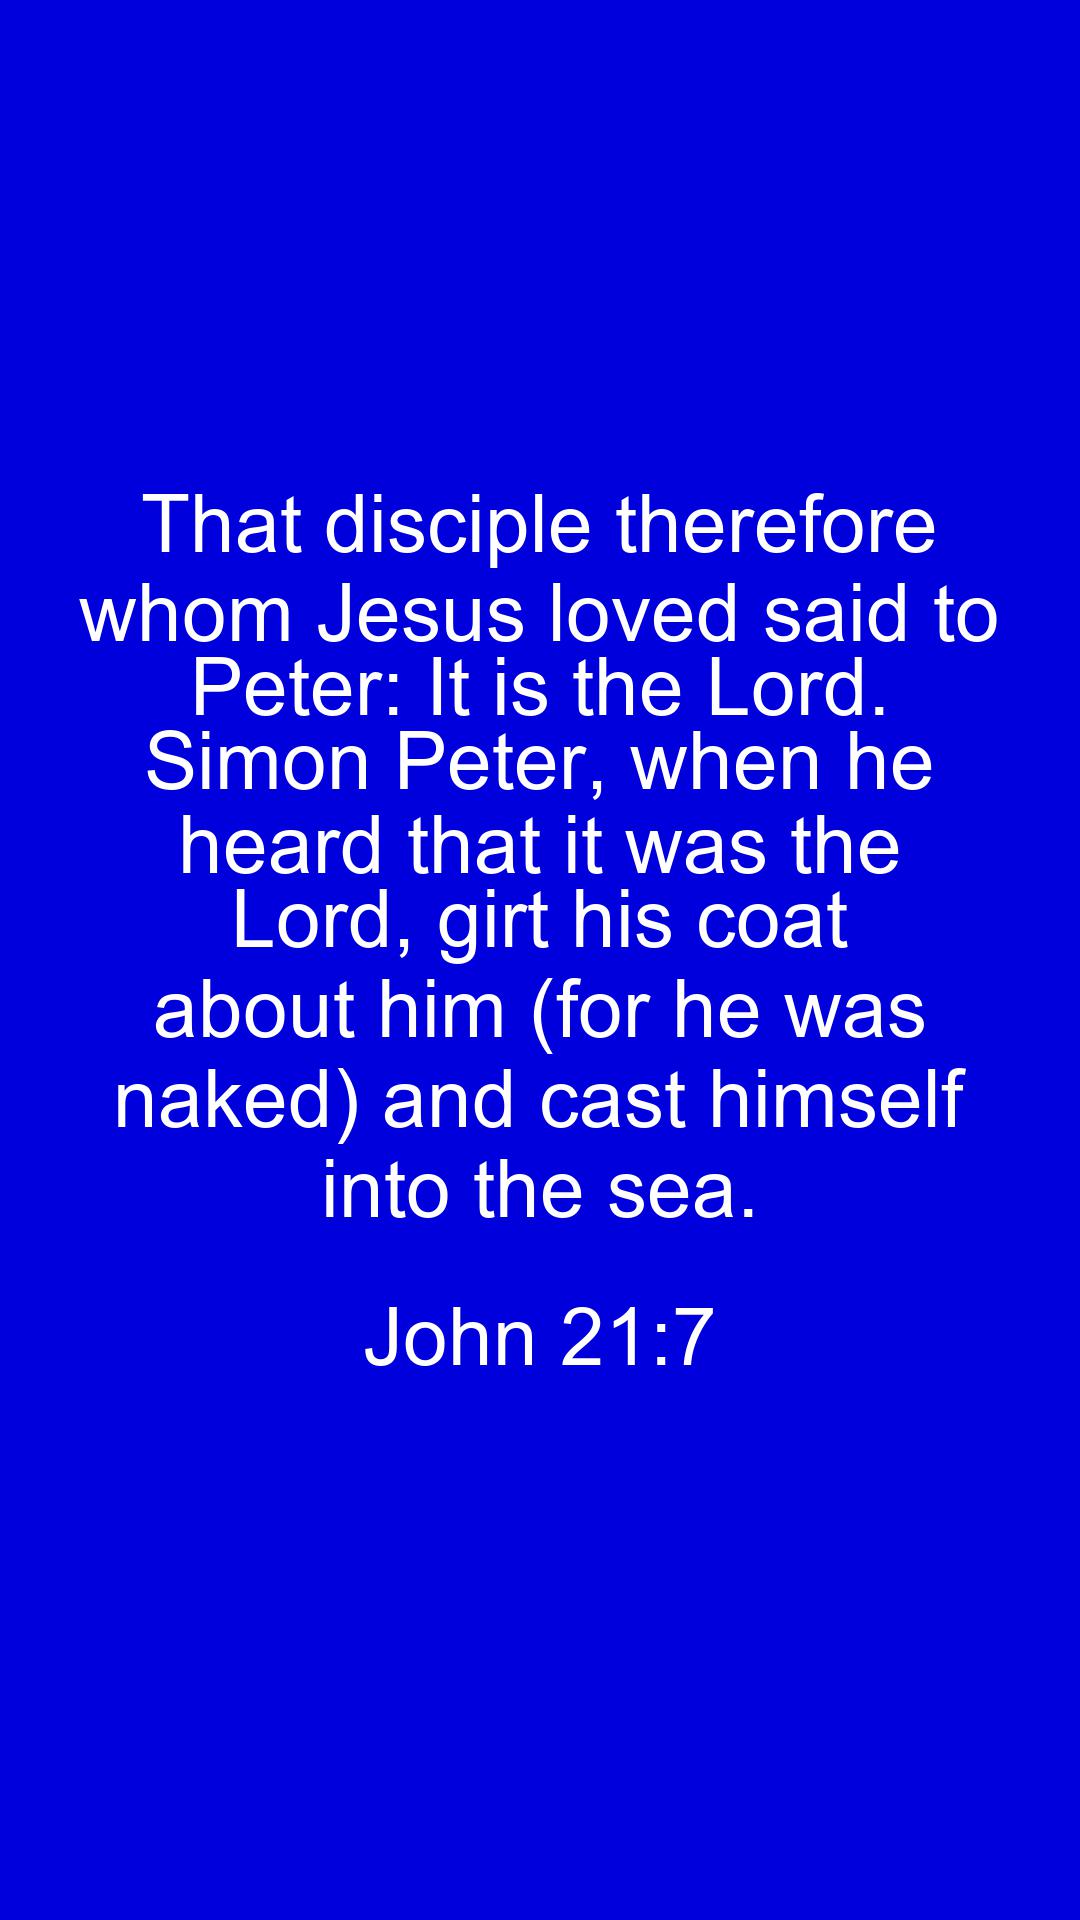 That disciple therefore
whom Jesus loved said to
Peter: It is the Lord.
Simon Peter, when he
heard that it was the
Lord, girt his coat
about him (for he was
naked) and cast himself
into the sea.
John 21:7